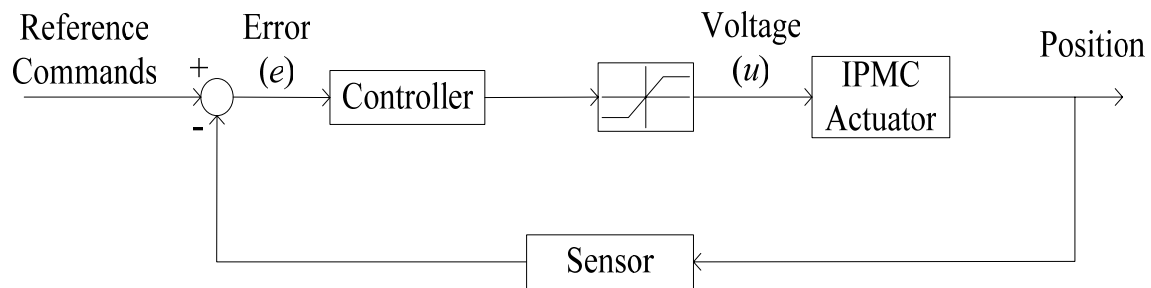 Reference
Commands
+
-
Error
(e)
Controller
Voltage
(u)
IPMC
Actuator
Position
Sensor